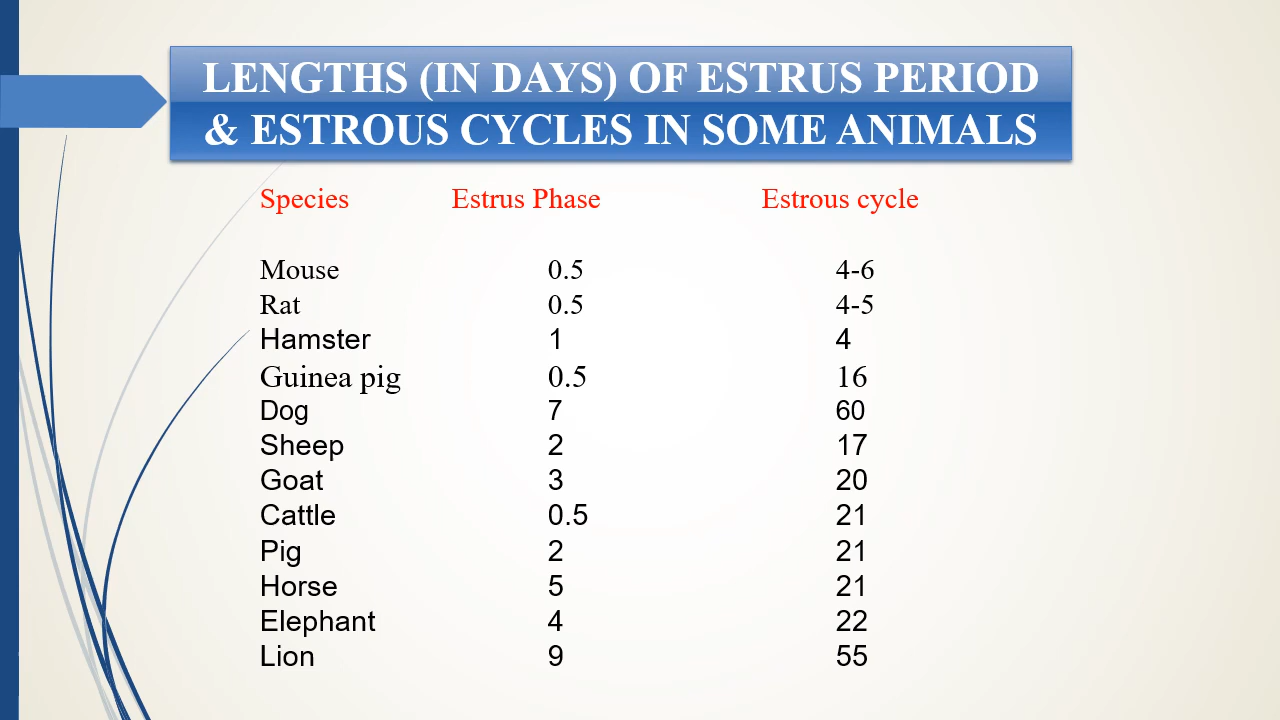 LENGTHS (IN DAYS) OF ESTRUS PERIOD
& ESTROUS CYCLES IN SOME ANIMALS
Species Estrus Phase Estrous cycle
Mouse 0.5 4-6
Rat 0.5 4-5
Hamster 1 4
Guinea pig 0.5 16
Dog 7 60
Sheep 2 17
Goat 3 20
Cattle 0.5 21
Pig 2 21
Horse 5 21
Elephant 4 22
Lion 9 55